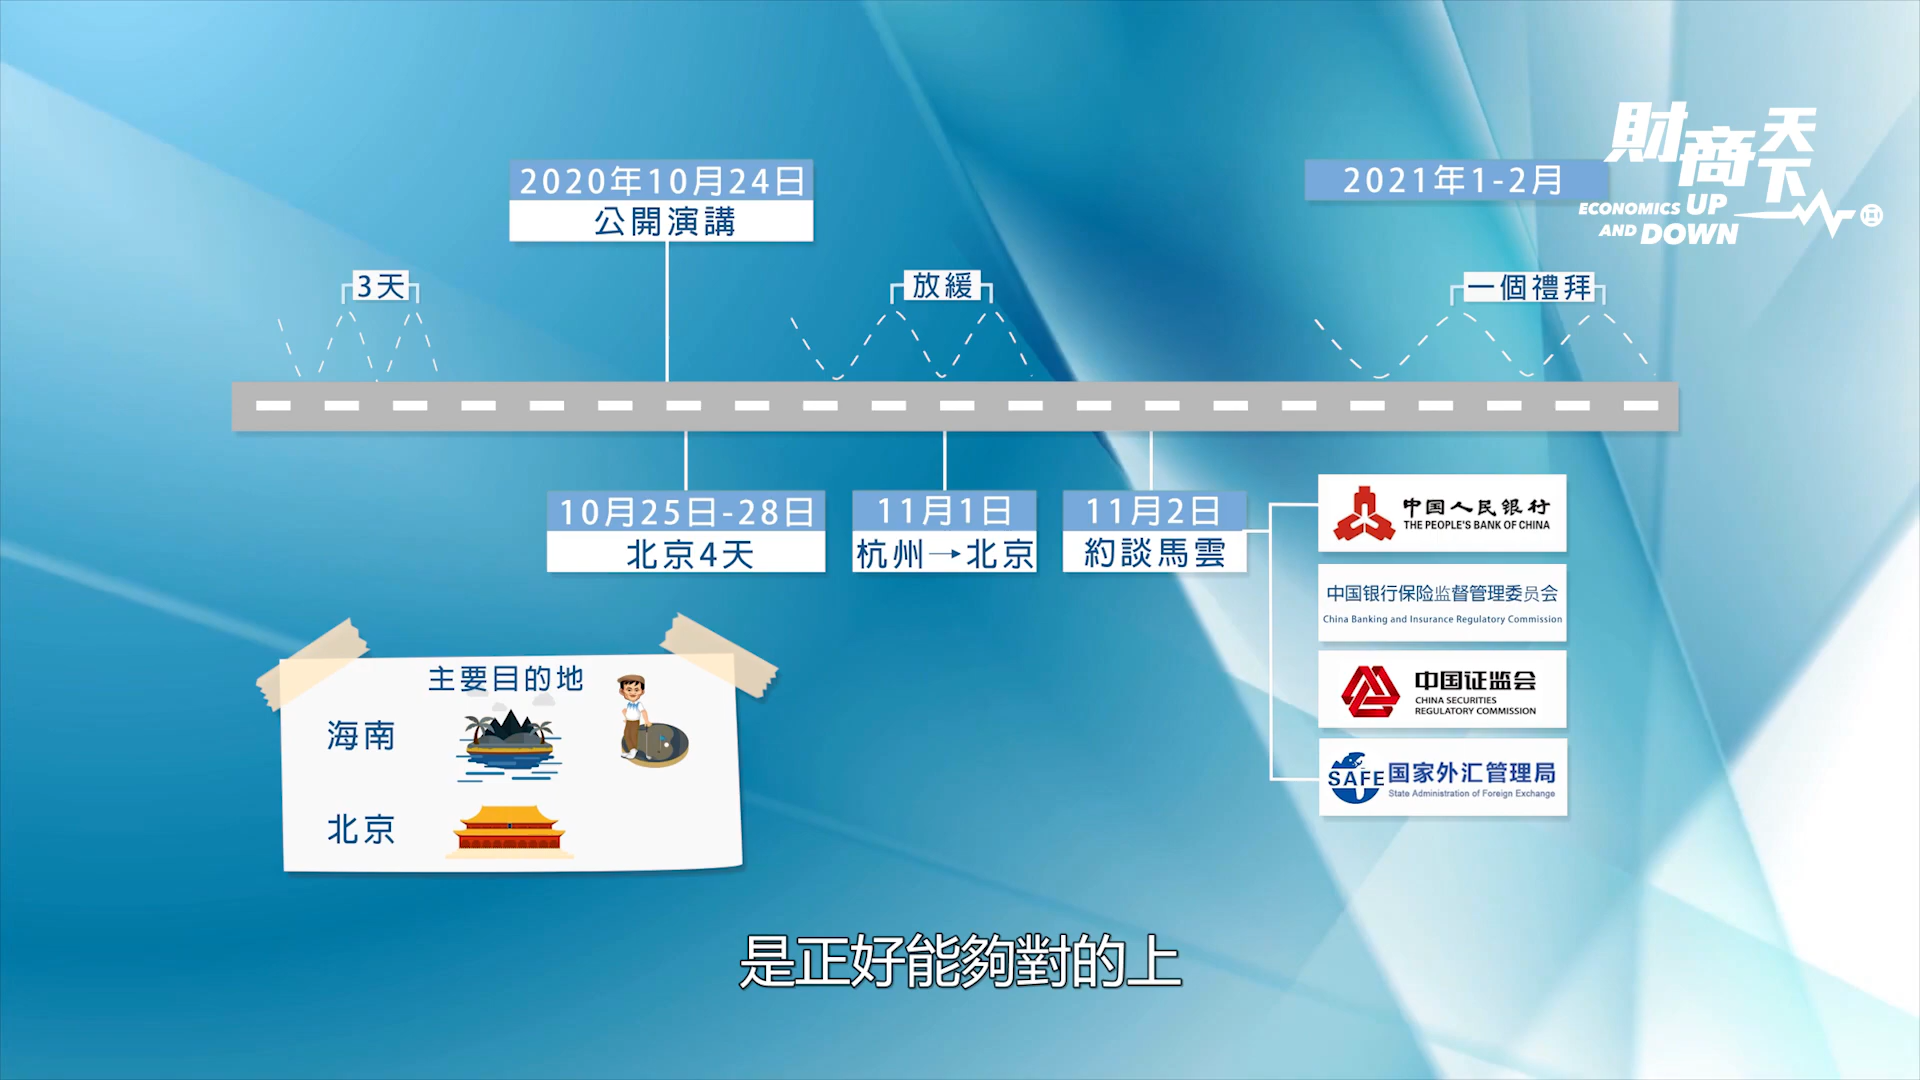 財商天下
ECONOMICS UP
AND DOWN
2020年10月24日
公開演講
2021年1-2月
3天
放緩
一個禮拜
10月25日-28日
北京4天
11月1日
杭州→北京
11月2日
約談馬雲
中国人民银行
THE PEOPLE'S BANK OF CHINA
中国银行保险监督管理委员会
China Banking and Insurance Regulatory Commission
中国证监会
CHINA SECURITIES
REGULATORY COMMISSION
SAFE国家外汇管理局
State Administration of Foreign Exchange
主要目的地
海南
北京
是正好能夠對的上